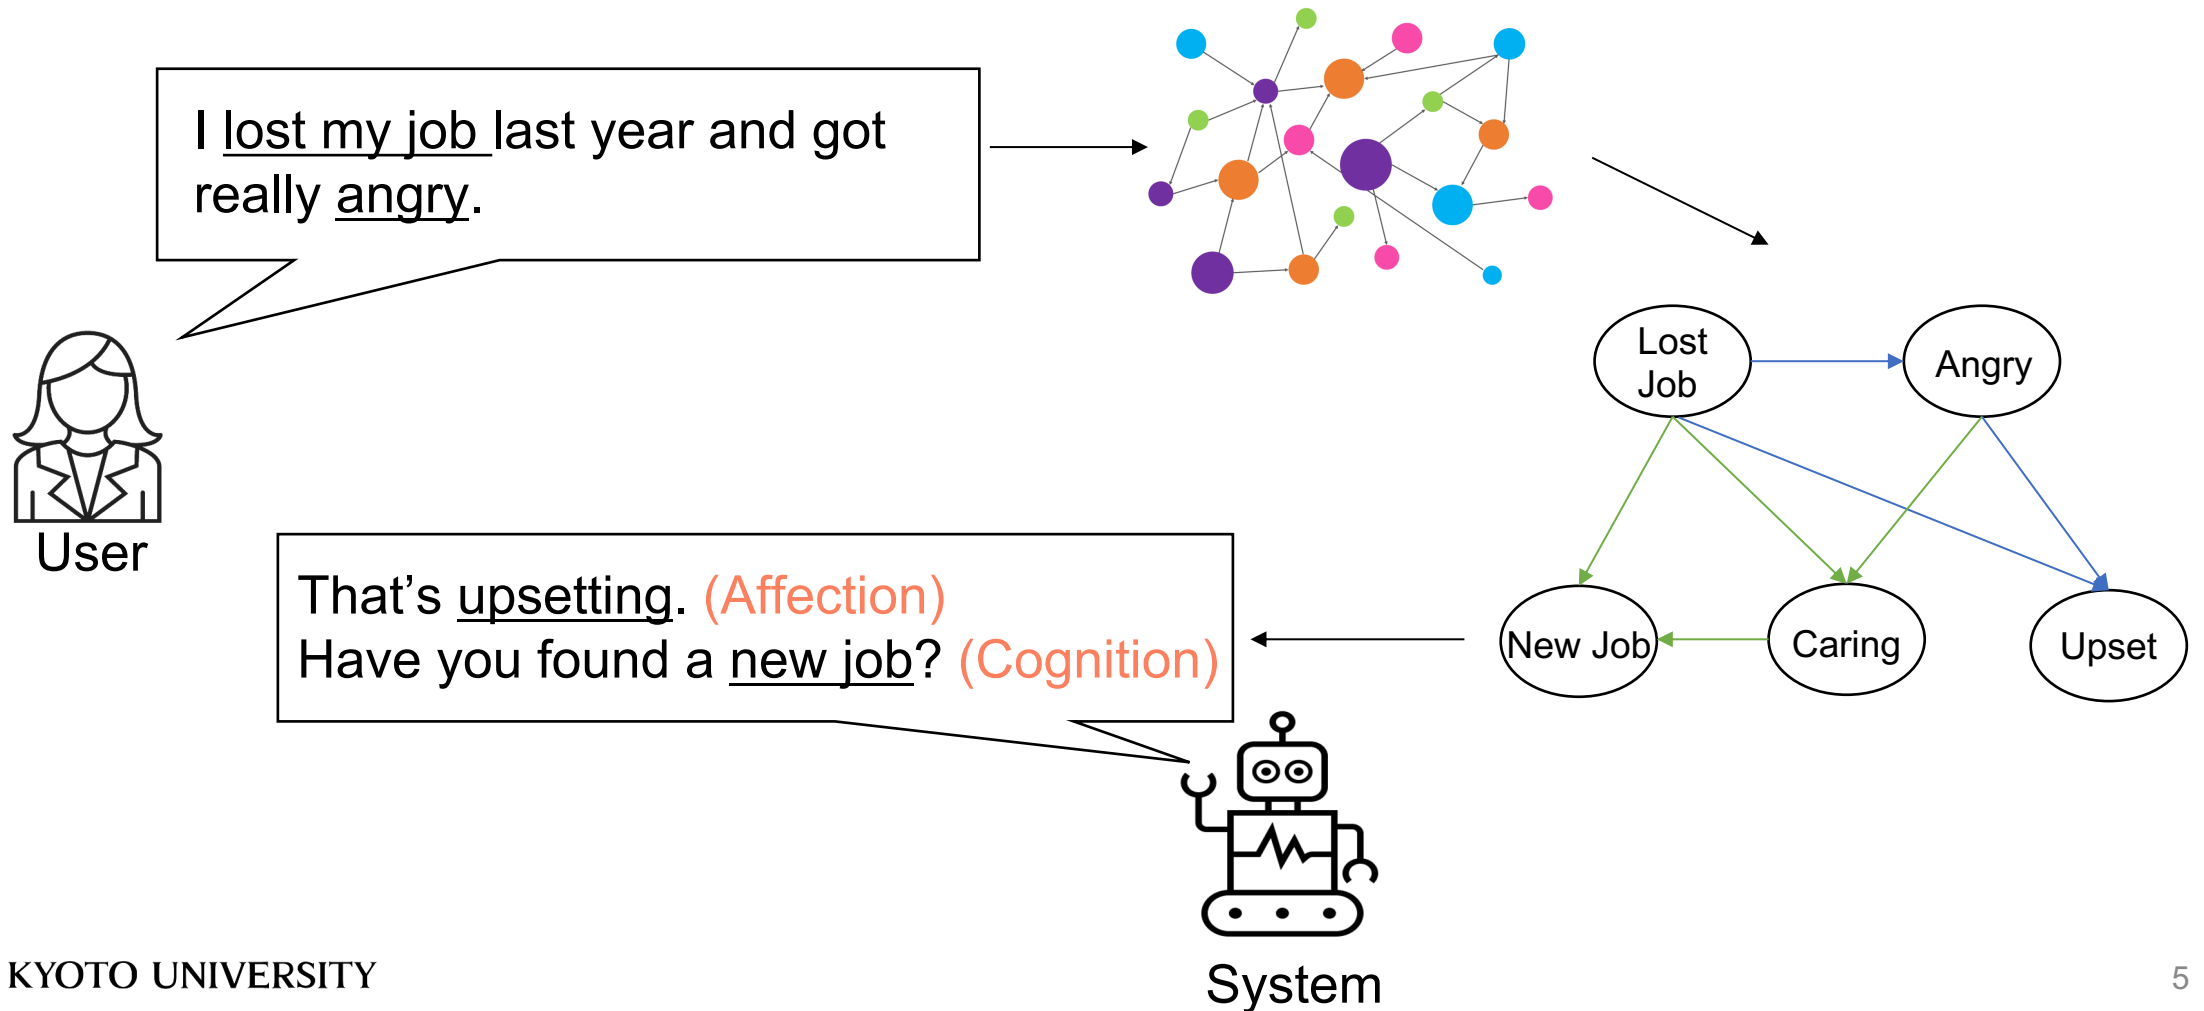 I lost my job last year and got
really angry.
Lost
Job
Angry
User
That's upsetting. (Affection)
Have you found a new job? (Cognition)
New Job
Caring
Upset
System
KYOTO UNIVERSITY
5